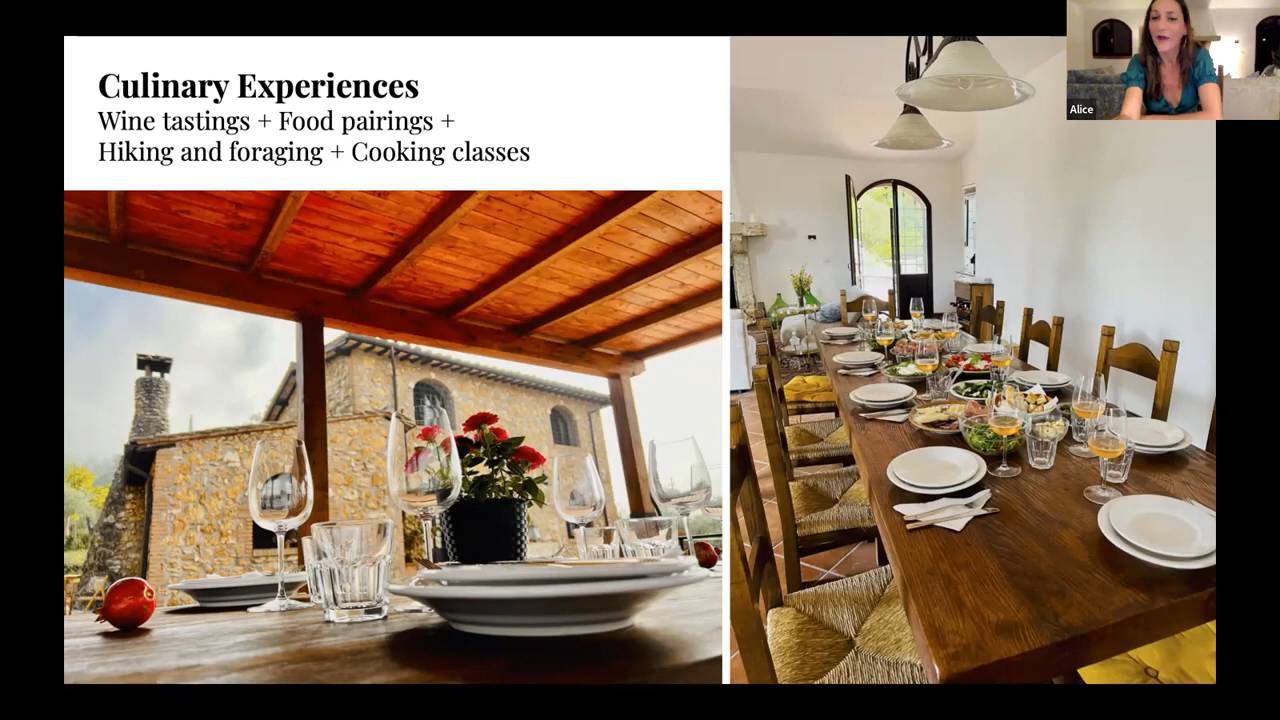 Culinary Experiences
Wine tastings + Food pairings +
Hiking and foraging + Cooking classes
Alice